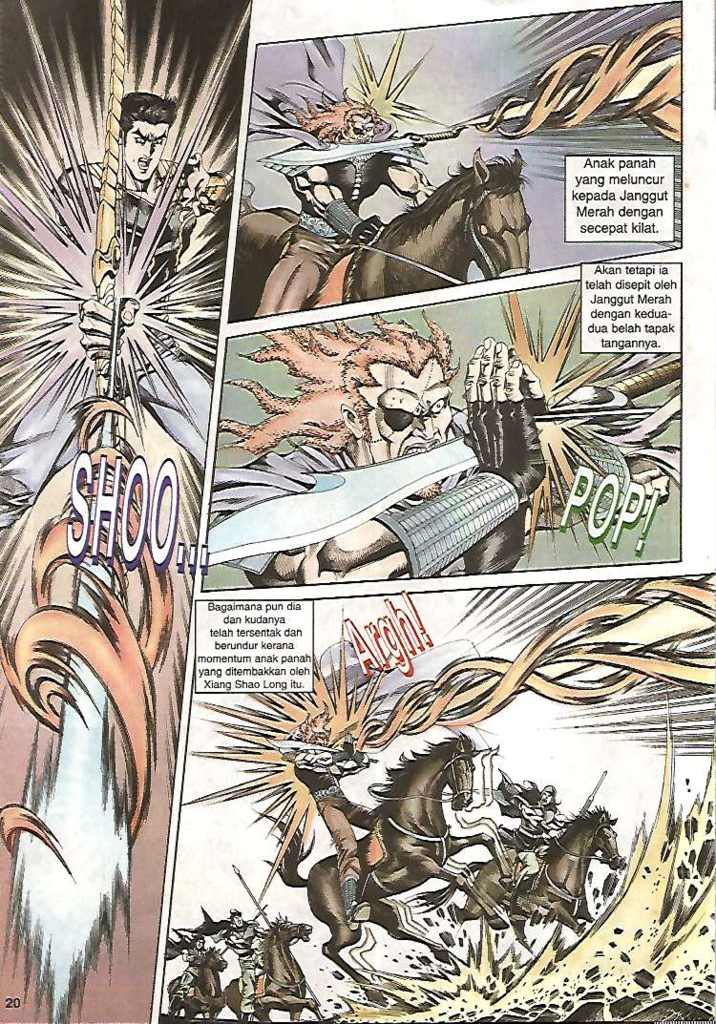 SHOO...
Anak panah
yang meluncur
kepada Janggut
Merah dengan
secepat kilat.
Akan tetapi ia
telah disepit oleh
Janggut Merah
dengan kedua-
dua belah tapak
tangannya.
POP!
Bagaimana pun dia
dan kudanya
telah tersentak dan
berundur kerana
momentum anak panah
yang ditembakkan oleh
Xiang Shao Long itu.
Argh!
20